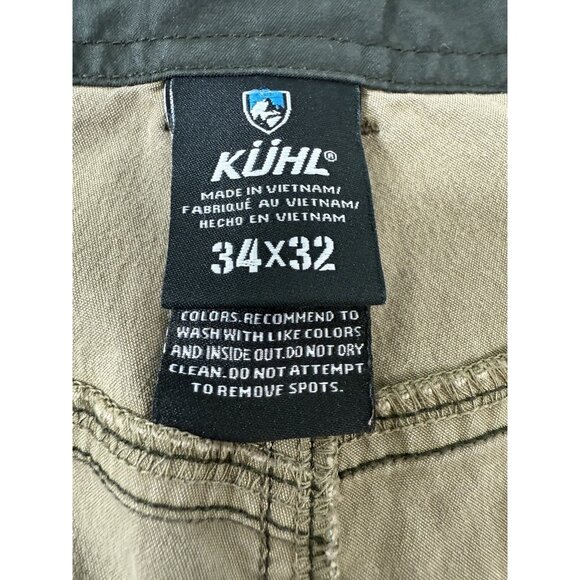 KÜHL®
MADE IN VIETNAM/
FABRIQUÉ AU VIETNAM/
HECHO EN VIETNAM
34X32
COLORS.RECOMMEND TO
WASH WITH LIKE COLORS
AND INSIDE OUT.DO NOT DRY
CLEAN.DO NOT ATTEMPT
TO REMOVE SPOTS.